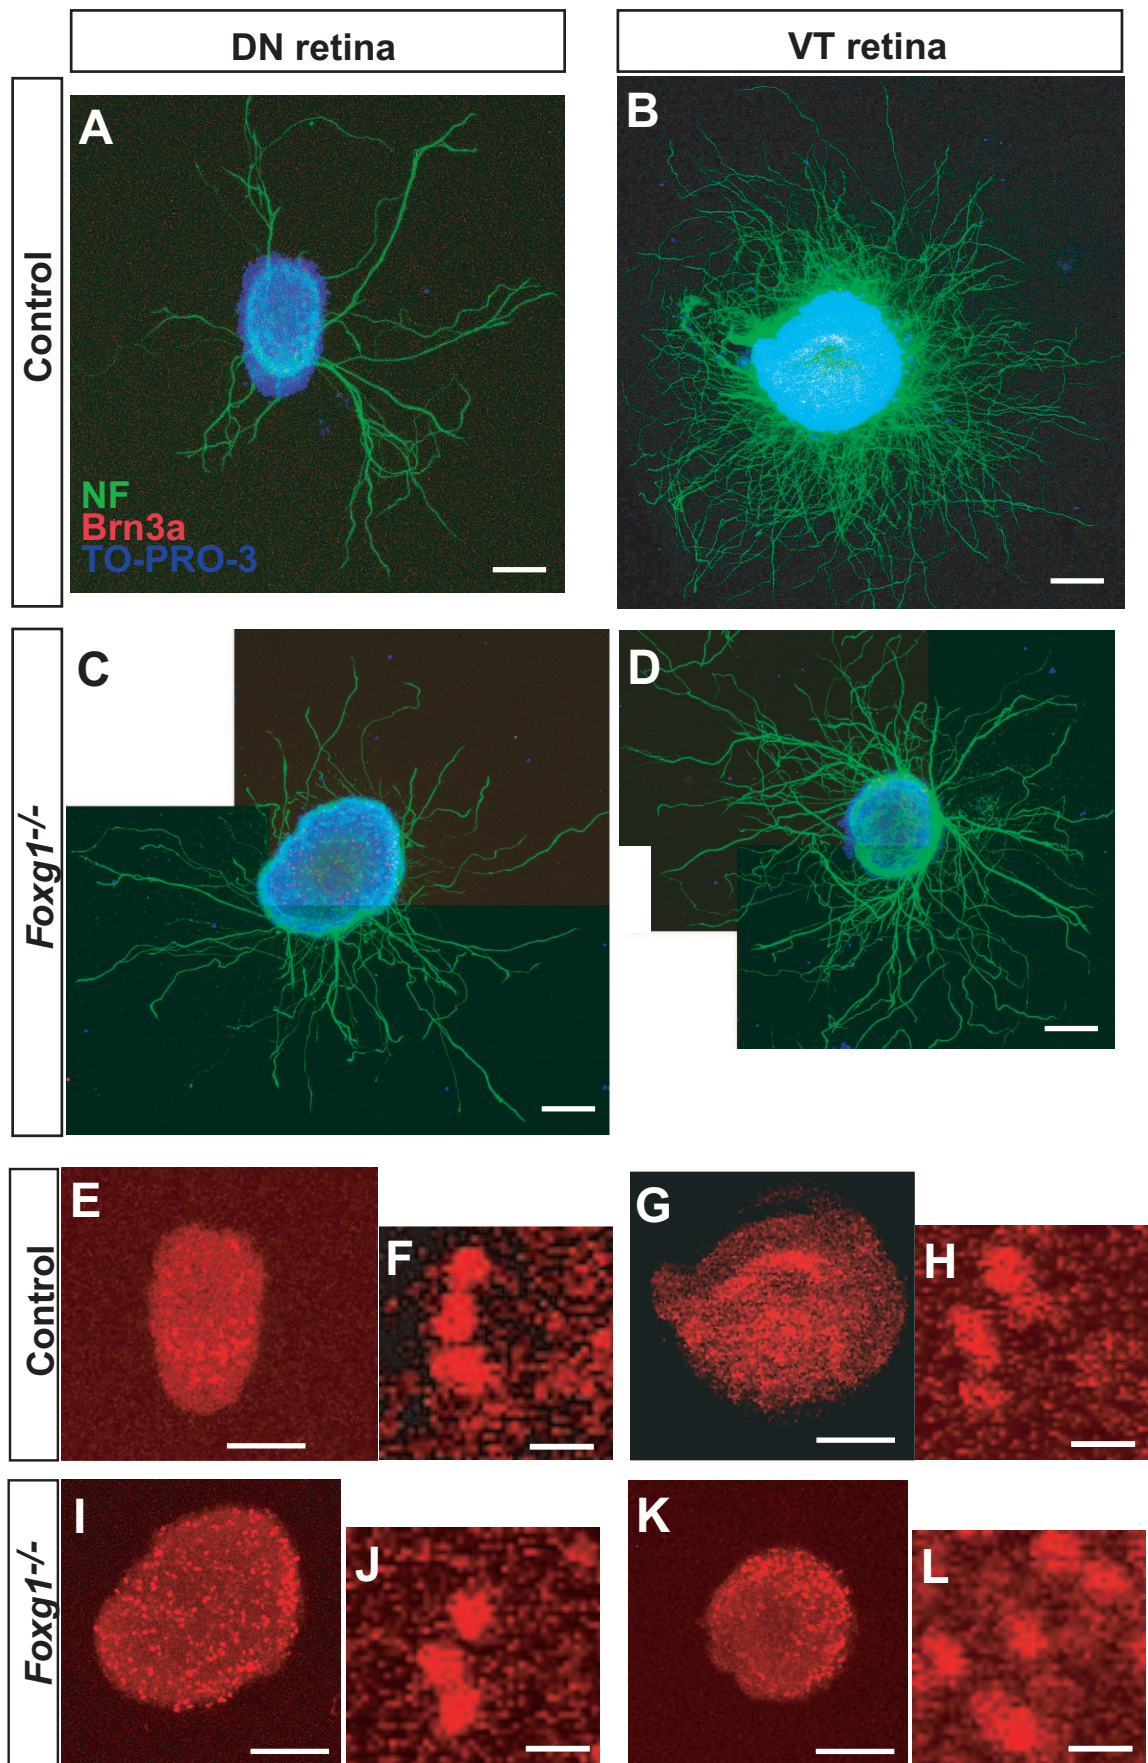 DN retina
VT retina
Control
A
B
NF
Brn3a
TO-PRO-3
Foxg1-/-
C
D
Control
E
F
G
H
Foxg1-/-
I
J
K
L